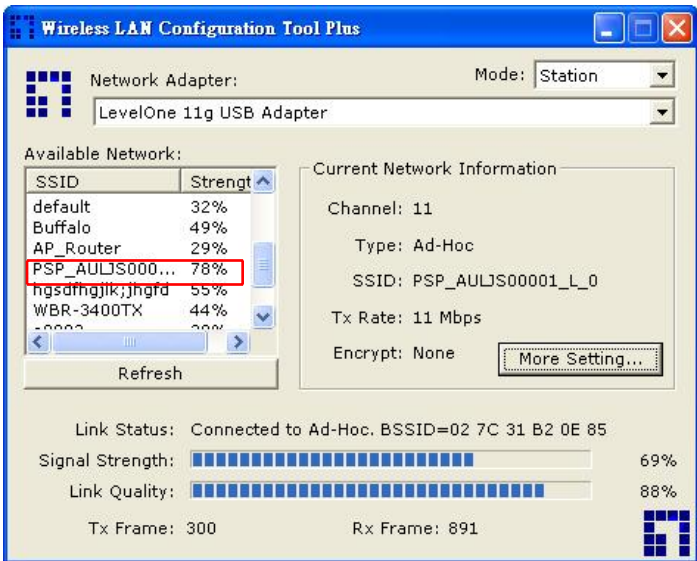 Wireless LAN Configuration Tool Plus
Network Adapter:
Mode: Station
LevelOne 11g USB Adapter
Available Network:
SSID Strengt
default 32%
Buffalo 49%
AP_Router 29%
PSP_AULJS000... 78%
hgsdfhgjlk;jhgfd 55%
WBR-3400TX 44%
Refresh
Current Network Information
Channel: 11
Type: Ad-Hoc
SSID: PSP_AULJS00001_L_0
Tx Rate: 11 Mbps
Encrypt: None
More Setting...
Link Status: Connected to Ad-Hoc. BSSID=02 7C 31 B2 0E 85
Signal Strength: 69%
Link Quality: 88%
Tx Frame: 300 Rx Frame: 891